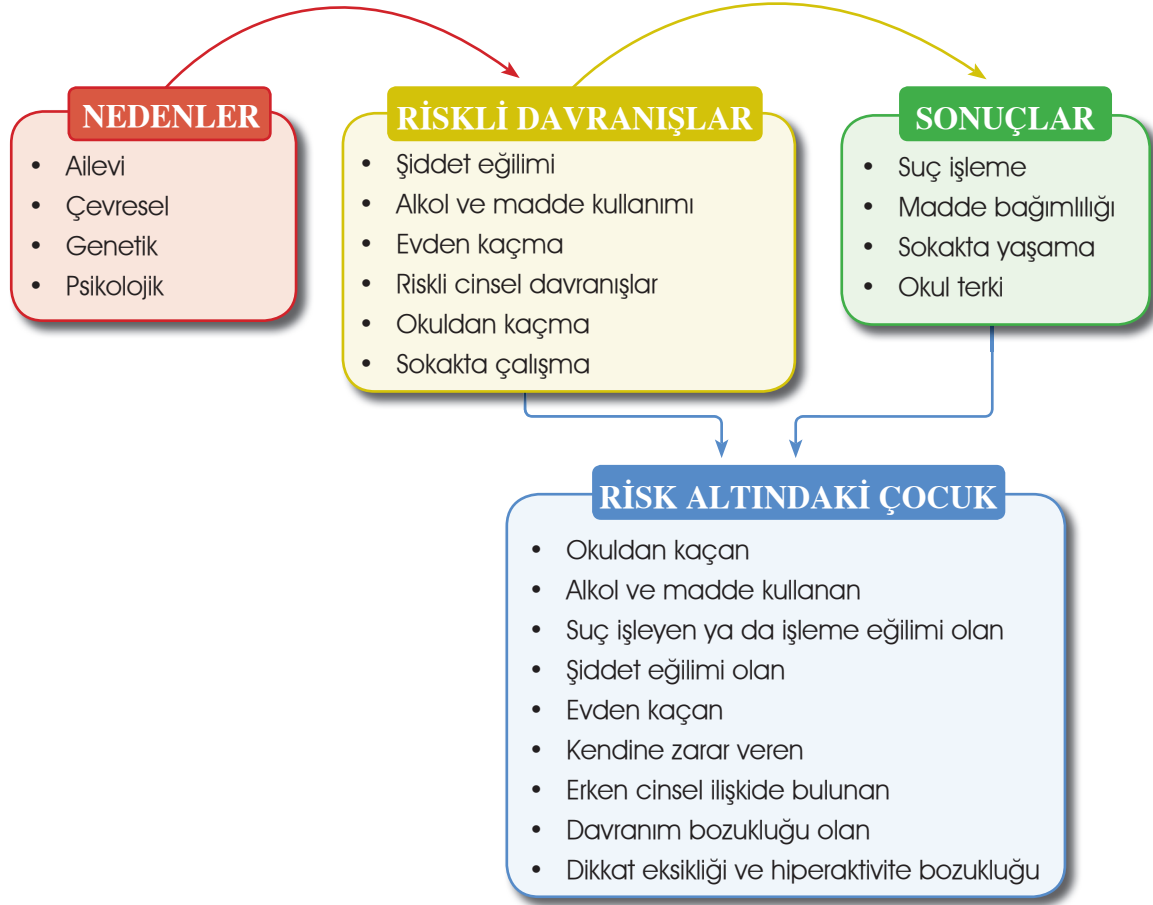 NEDENLER
• Ailevi
• Çevresel
• Genetik
• Psikolojik
RİSKLİ DAVRANIŞLAR
• Şiddet eğilimi
• Alkol ve madde kullanımı
• Evden kaçma
• Riskli cinsel davranışlar
• Okuldan kaçma
• Sokakta çalışma
SONUÇLAR
• Suç işleme
• Madde bağımlılığı
• Sokakta yaşama
• Okul terki
RİSK ALTINDAKİ ÇOCUK
• Okuldan kaçan
• Alkol ve madde kullanan
• Suç işleyen ya da işleme eğilimi olan
• Şiddet eğilimi olan
• Evden kaçan
• Kendine zarar veren
• Erken cinsel ilişkide bulunan
• Davranım bozukluğu olan
• Dikkat eksikliği ve hiperaktivite bozukluğu